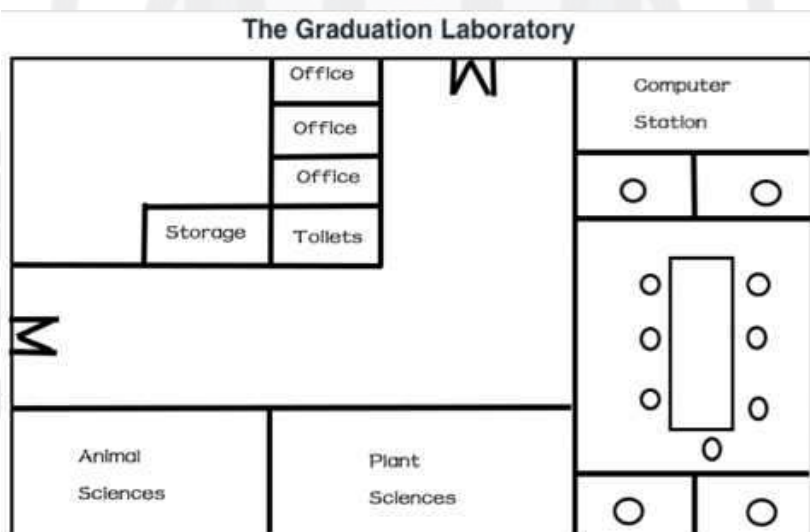 The Graduation Laboratory
Office
Office
Office
Storage
Toilets
Computer
Station
Animal
Sciences
Plant
Sciences